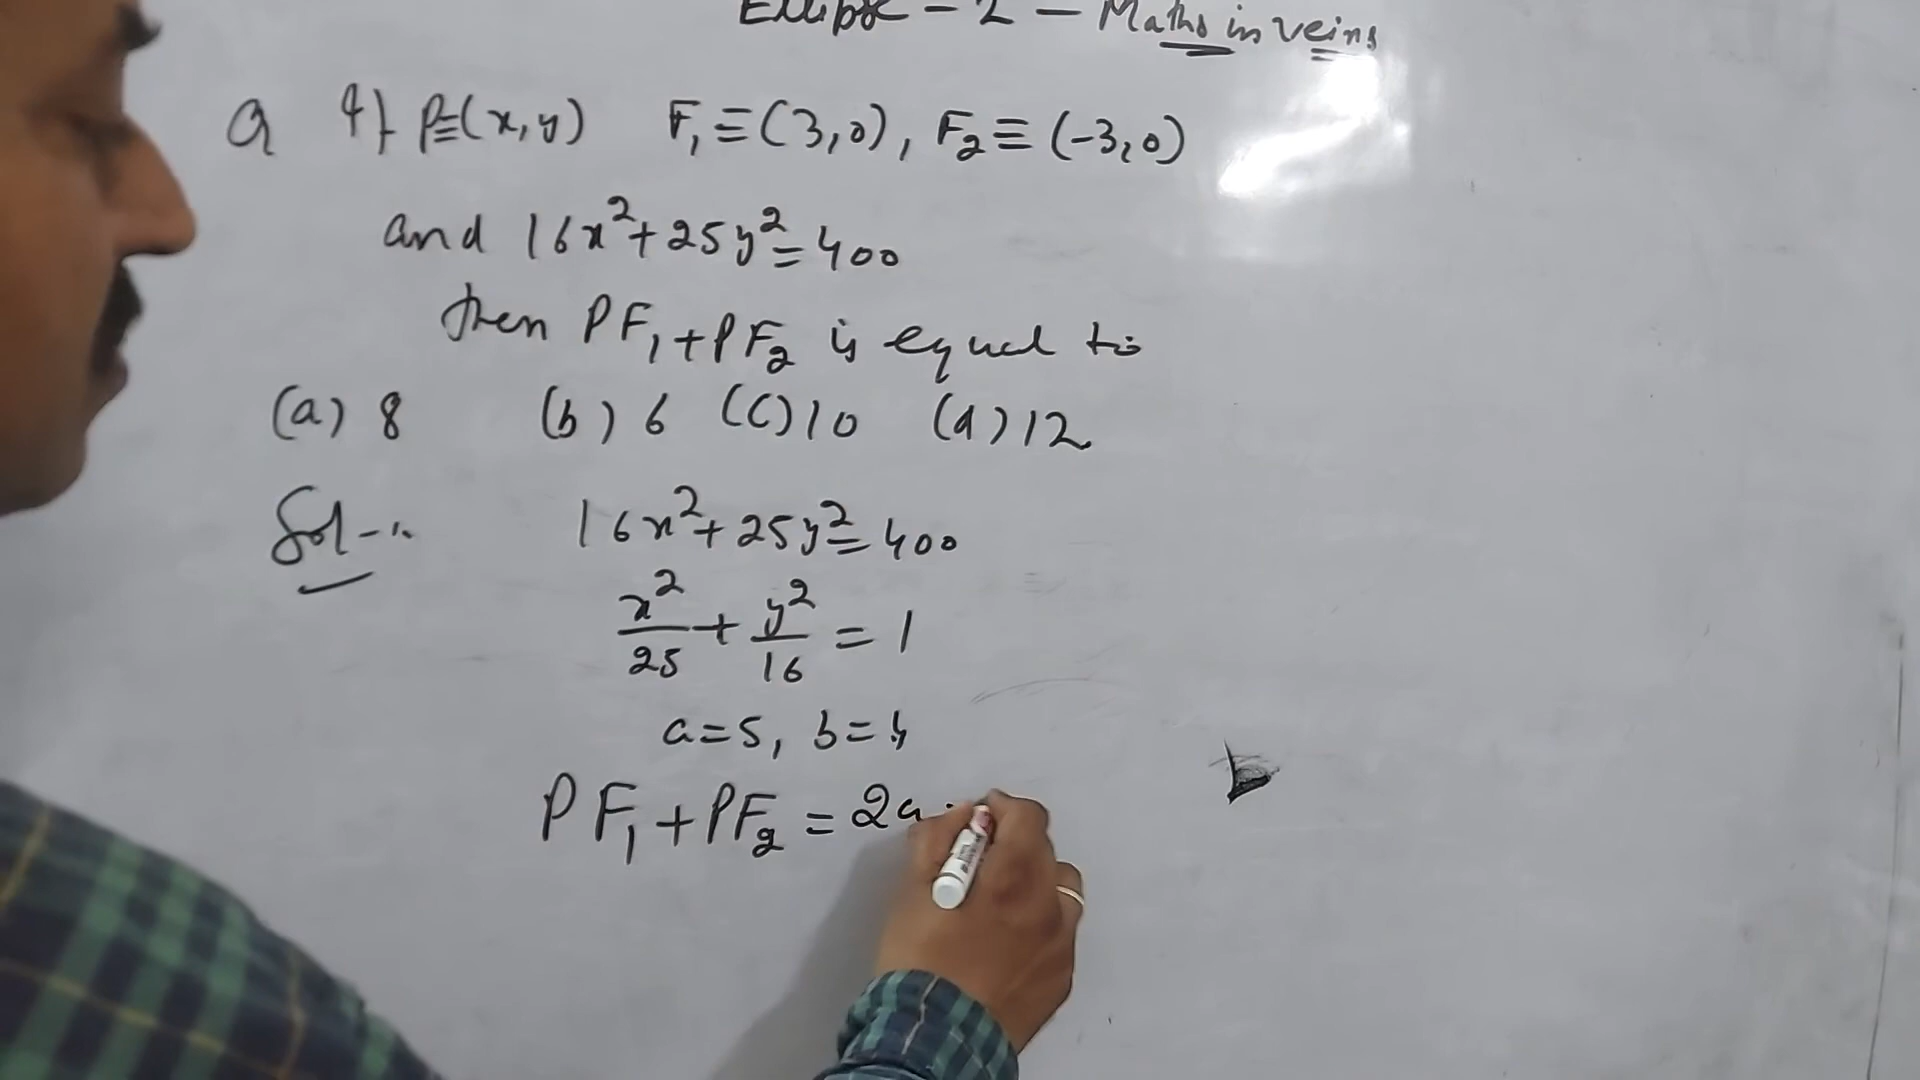 Ellipse - 2 - Maths in veins
Q If P≡(x,y) F₁≡(3,0), F₂≡(-3,0)
and 16x²+25y²=400
then PF₁+PF₂ is equal to
(a) 8 (b) 6 (c) 10 (d) 12
Sol-:
16x²+25y²=400
x²/25 + y²/16 = 1
a=5, b=4
PF₁+PF₂ = 2a